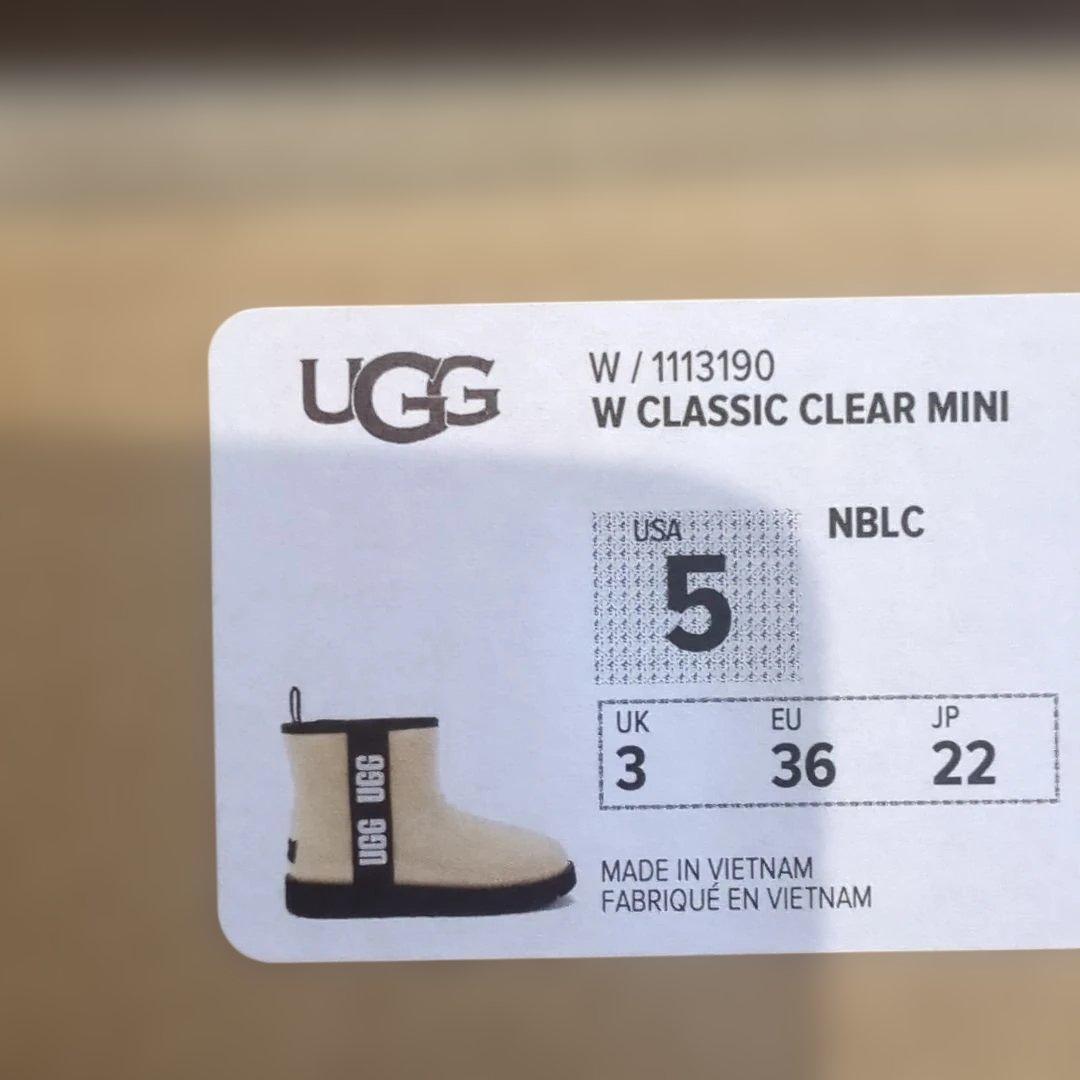 UGG
W / 1113190
W CLASSIC CLEAR MINI
USA
5
NBLC
UK
3
EU
36
JP
22
UGG UGG
MADE IN VIETNAM
FABRIQUÉ EN VIETNAM